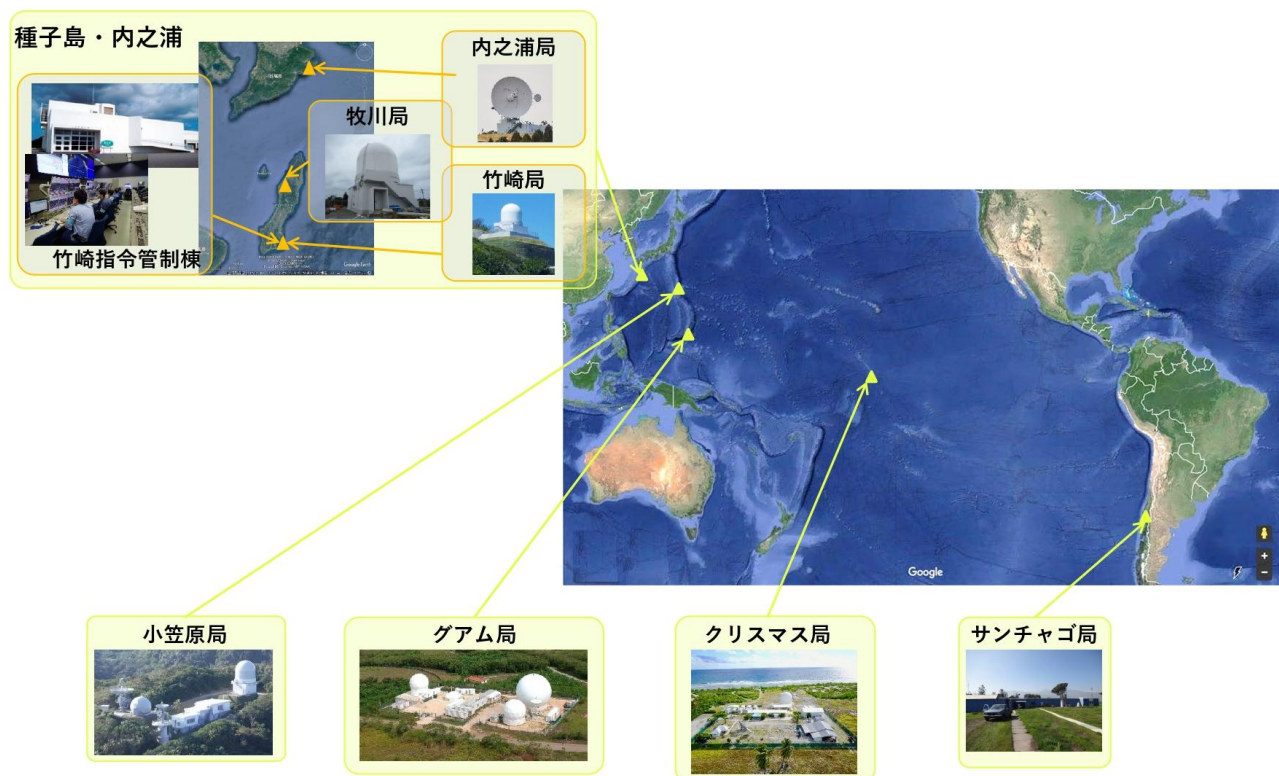 種子島・内之浦
内之浦局
牧川局
竹崎局
竹崎指令管制棟
Google Earth
Google
小笠原局
グアム局
クリスマス局
サンチャゴ局